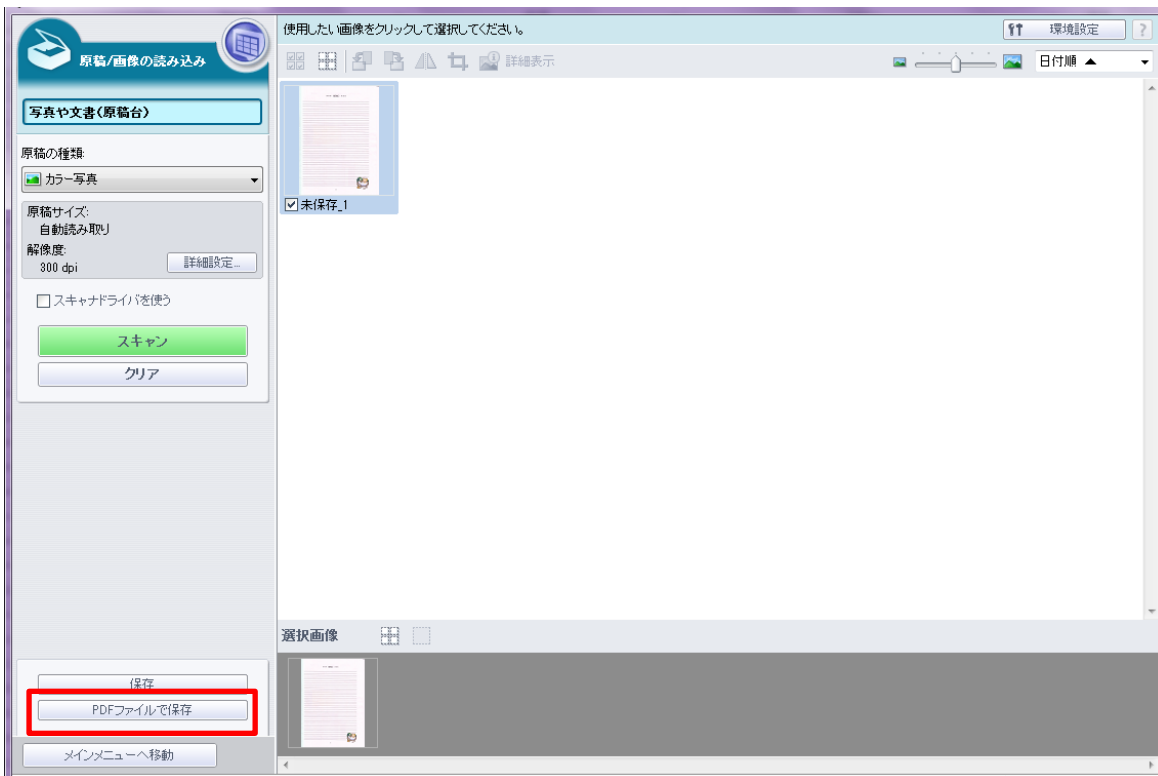 原稿/画像の読み込み
写真や文書(原稿台)
原稿の種類:
カラー写真
原稿サイズ:
自動読み取り
解像度:
300 dpi
詳細設定...
スキャナドライバを使う
スキャン
クリア
保存
PDFファイルで保存
メインメニューへ移動
使用したい画像をクリックして選択してください。
環境設定
?
詳細表示
日付順 ▲
未保存_1
選択画像